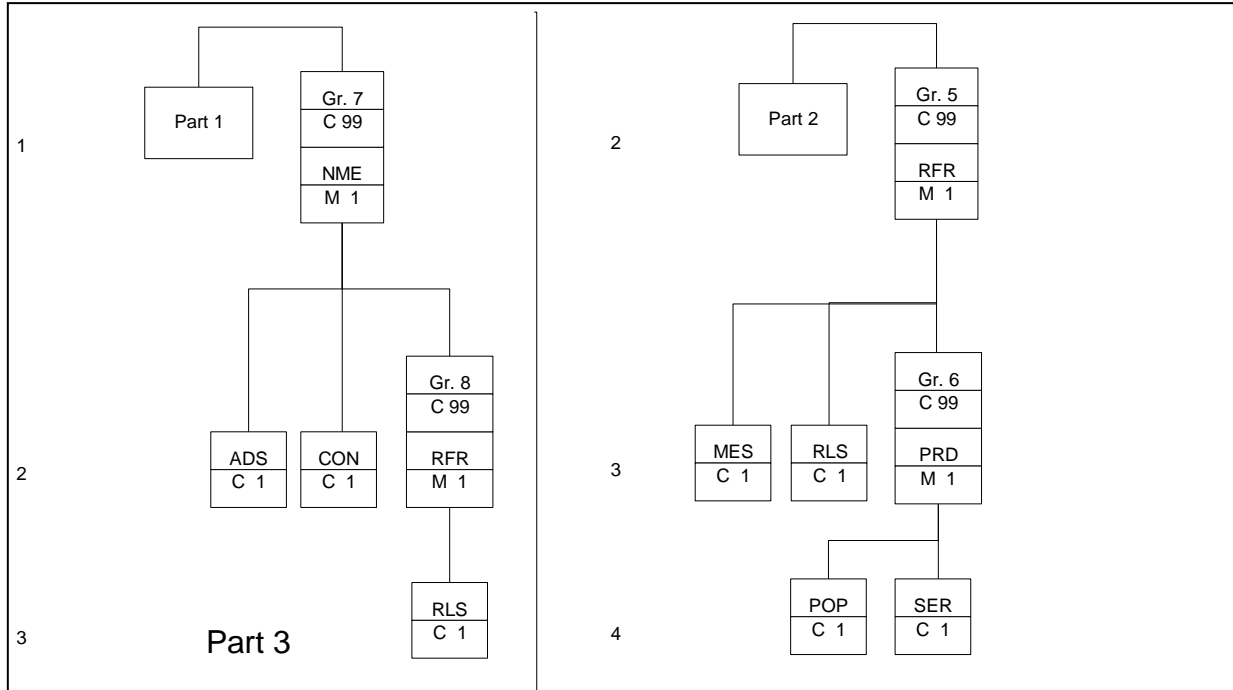 Gr. 7
C 99
Part 1
1
NME
M 1
Gr. 8
C 99
ADS
CON
RFR
2
C 1
C 1
M 1
RLS
C 1
3
Part 3
Gr. 5
C 99
Part 2
2
RFR
M 1
Gr. 6
C 99
MES
RLS
PRD
3
C 1
C 1
M 1
POP
SER
C 1
C 1
4